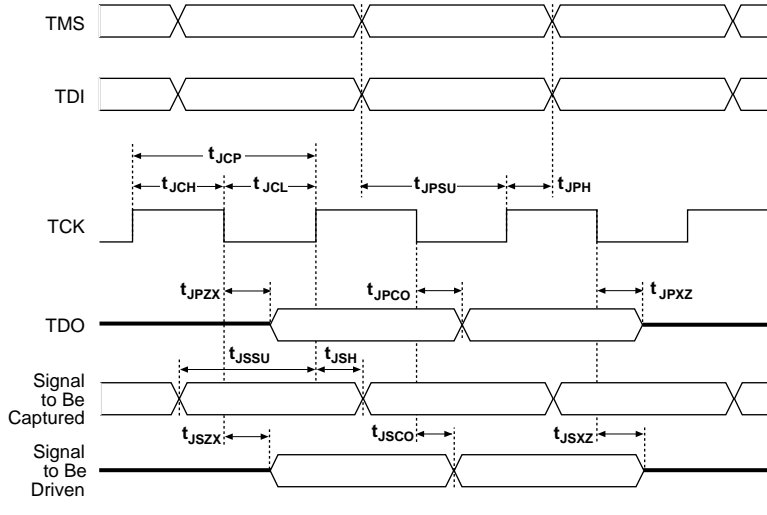 TMS
TDI
tJCP
tJCH
tJCL
tJPSU
tJPH
TCK
tJPZX
tJPCO
tJPXZ
TDO
tJSSU
tJSH
Signal
to Be
Captured
tJSZX
tJSCO
tJSXZ
Signal
to Be
Driven